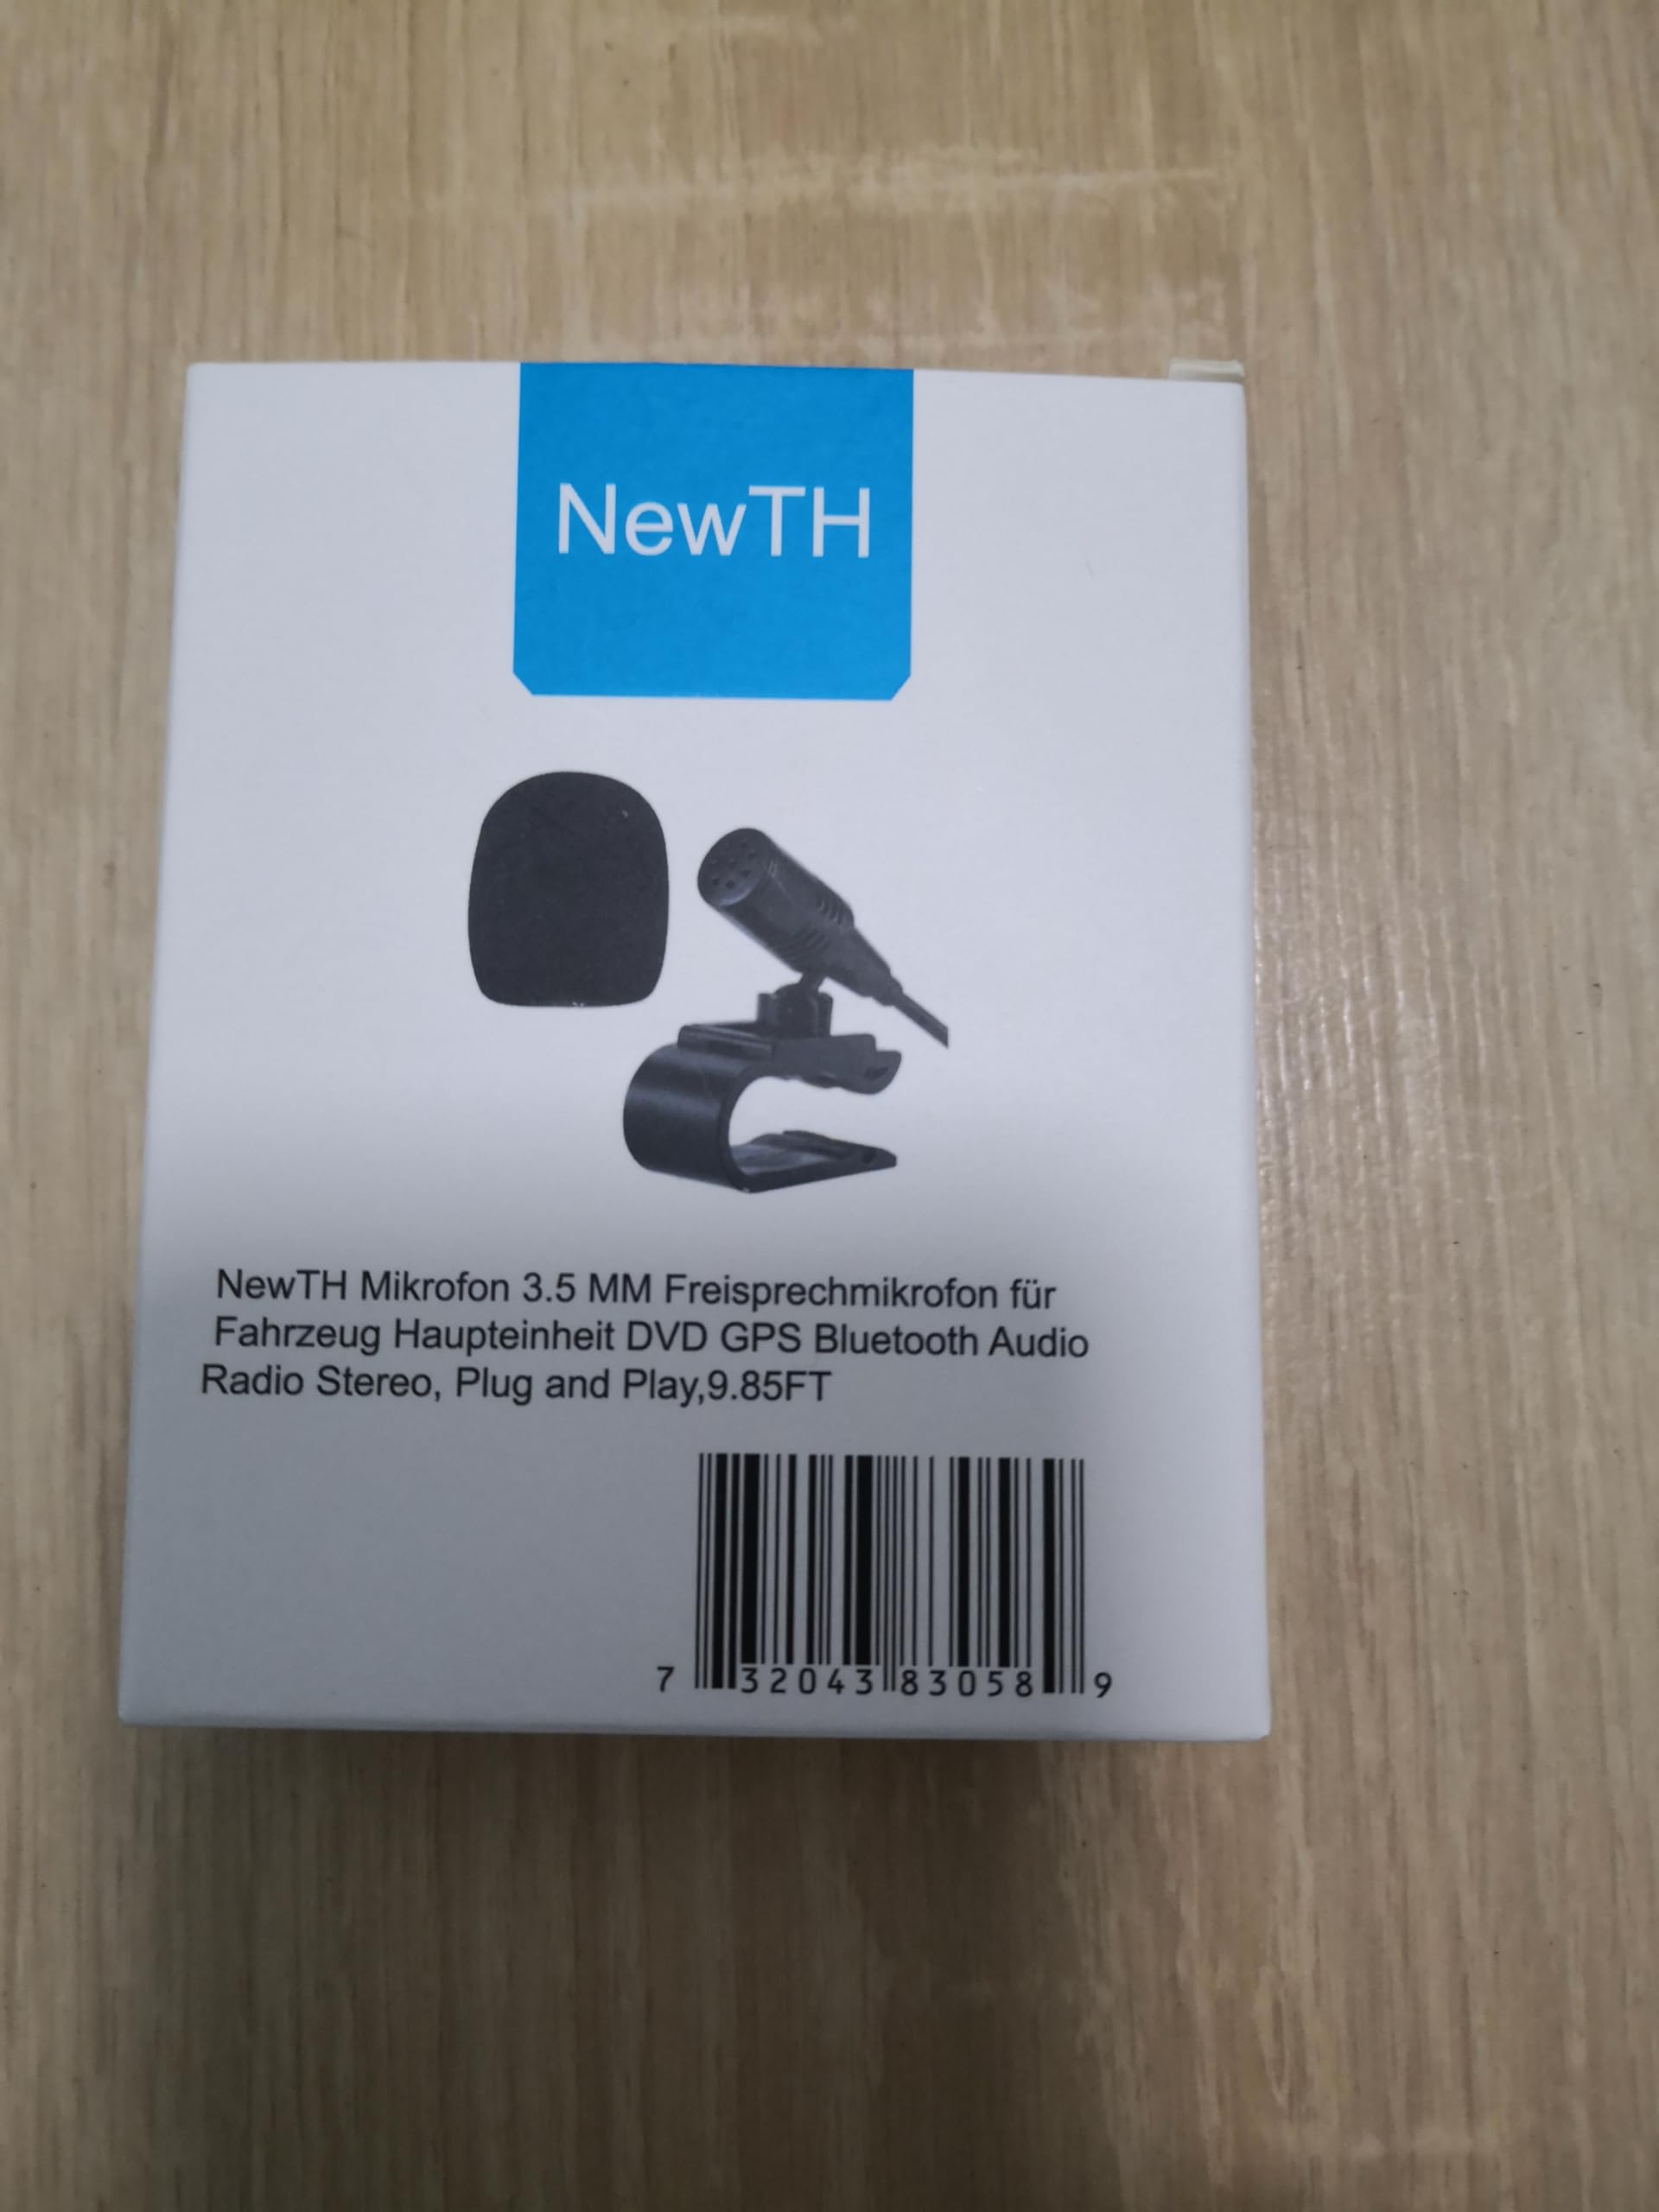 NewTH
NewTH Mikrofon 3.5 MM Freisprechmikrofon für
Fahrzeug Haupteinheit DVD GPS Bluetooth Audio
Radio Stereo, Plug and Play,9.85FT
7 32043 83058 9